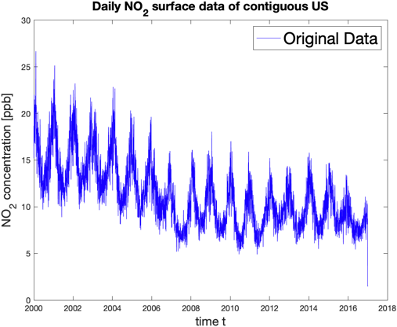 Daily NO2 surface data of contiguous US
30
25
20
15
10
5
0
NO2 concentration [ppb]
Original Data
2000 2002 2004 2006 2008 2010 2012 2014 2016 2018
time t